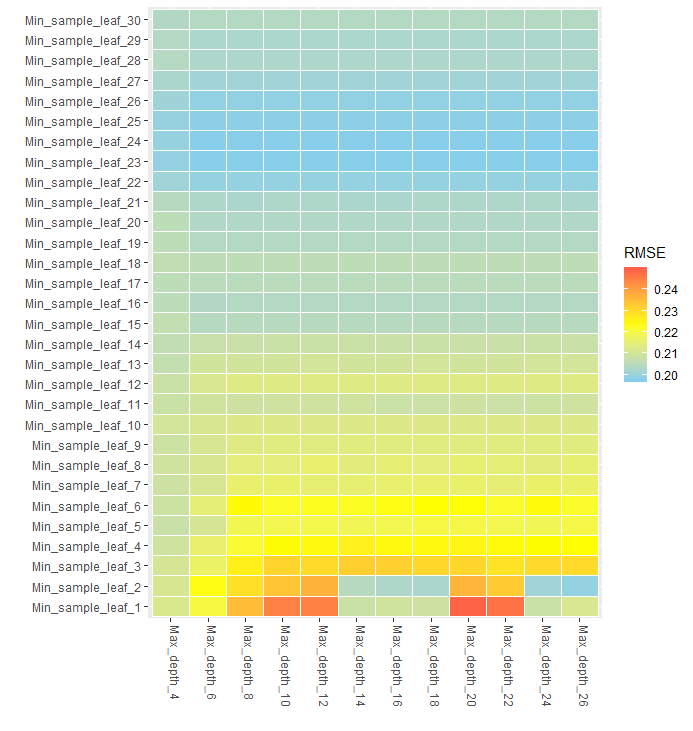 Min_sample_leaf_30
Min_sample_leaf_29
Min_sample_leaf_28
Min_sample_leaf_27
Min_sample_leaf_26
Min_sample_leaf_25
Min_sample_leaf_24
Min_sample_leaf_23
Min_sample_leaf_22
Min_sample_leaf_21
Min_sample_leaf_20
Min_sample_leaf_19
Min_sample_leaf_18
Min_sample_leaf_17
Min_sample_leaf_16
Min_sample_leaf_15
Min_sample_leaf_14
Min_sample_leaf_13
Min_sample_leaf_12
Min_sample_leaf_11
Min_sample_leaf_10
Min_sample_leaf_9
Min_sample_leaf_8
Min_sample_leaf_7
Min_sample_leaf_6
Min_sample_leaf_5
Min_sample_leaf_4
Min_sample_leaf_3
Min_sample_leaf_2
Min_sample_leaf_1
Max_depth_4
Max_depth_6
Max_depth_8
Max_depth_10
Max_depth_12
Max_depth_14
Max_depth_16
Max_depth_18
Max_depth_20
Max_depth_22
Max_depth_24
Max_depth_26
RMSE
0.24
0.23
0.22
0.21
0.20